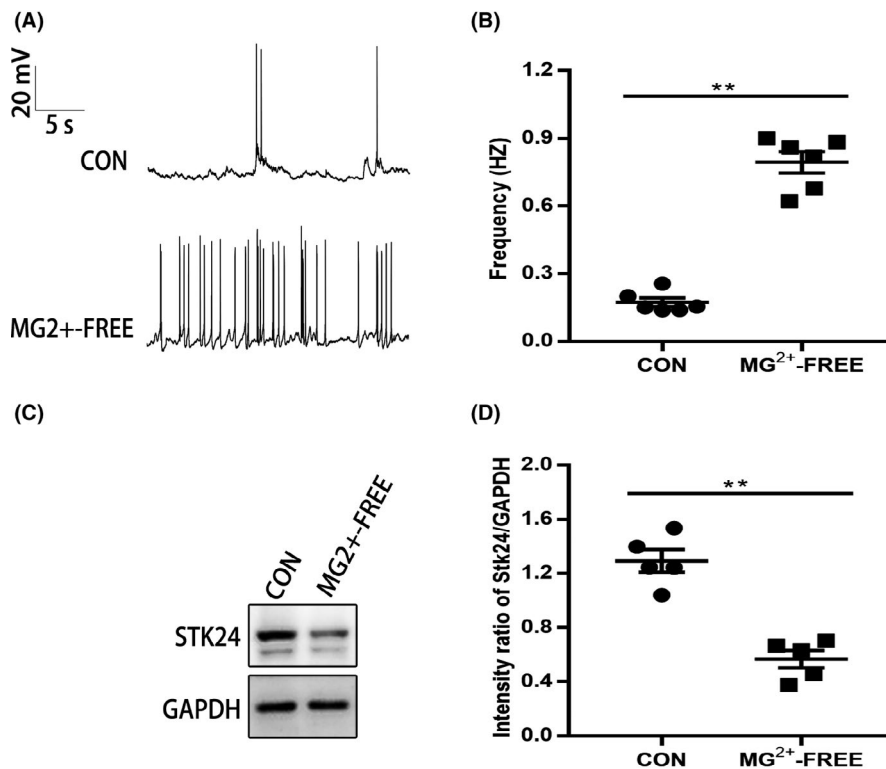 (A)
20 mV
5 s
CON
MG2+-FREE
(B)
Frequency (HZ)
1.2
0.9
0.6
0.3
0.0
**
CON
MG²⁺-FREE
(C)
CON
MG2+-FREE
STK24
GAPDH
(D)
Intensity ratio of Stk24/GAPDH
2.0
1.6
1.2
0.8
0.4
0.0
**
CON
MG²⁺-FREE